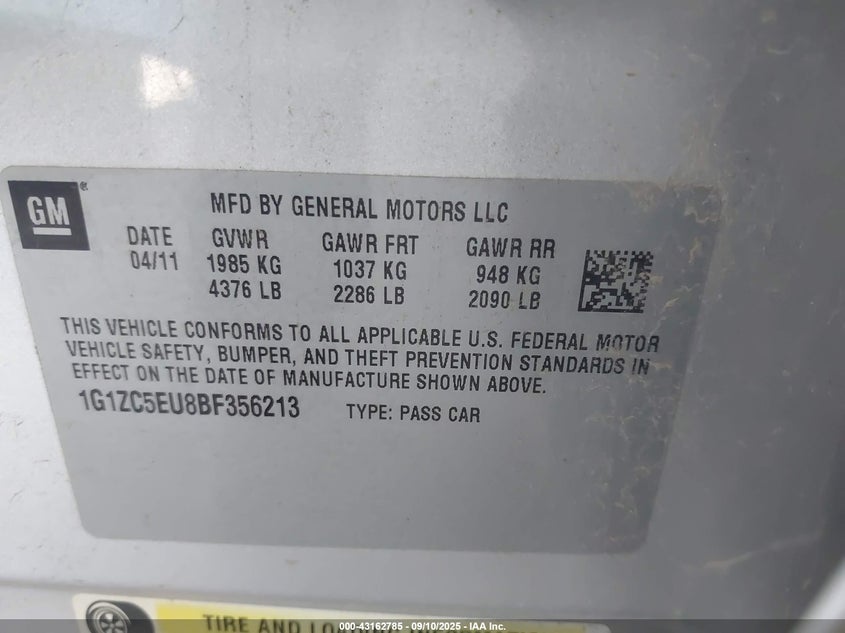 GM®
MFD BY GENERAL MOTORS LLC
DATE GVWR GAWR FRT GAWR RR
04/11 1985 KG 1037 KG 948 KG
4376 LB 2286 LB 2090 LB
THIS VEHICLE CONFORMS TO ALL APPLICABLE U.S. FEDERAL MOTOR
VEHICLE SAFETY, BUMPER, AND THEFT PREVENTION STANDARDS IN
EFFECT ON THE DATE OF MANUFACTURE SHOWN ABOVE.
1G1ZC5EU8BF356213 TYPE: PASS CAR
TIRE AND
000-43162785 - 09/10/2025 - IAA Inc.